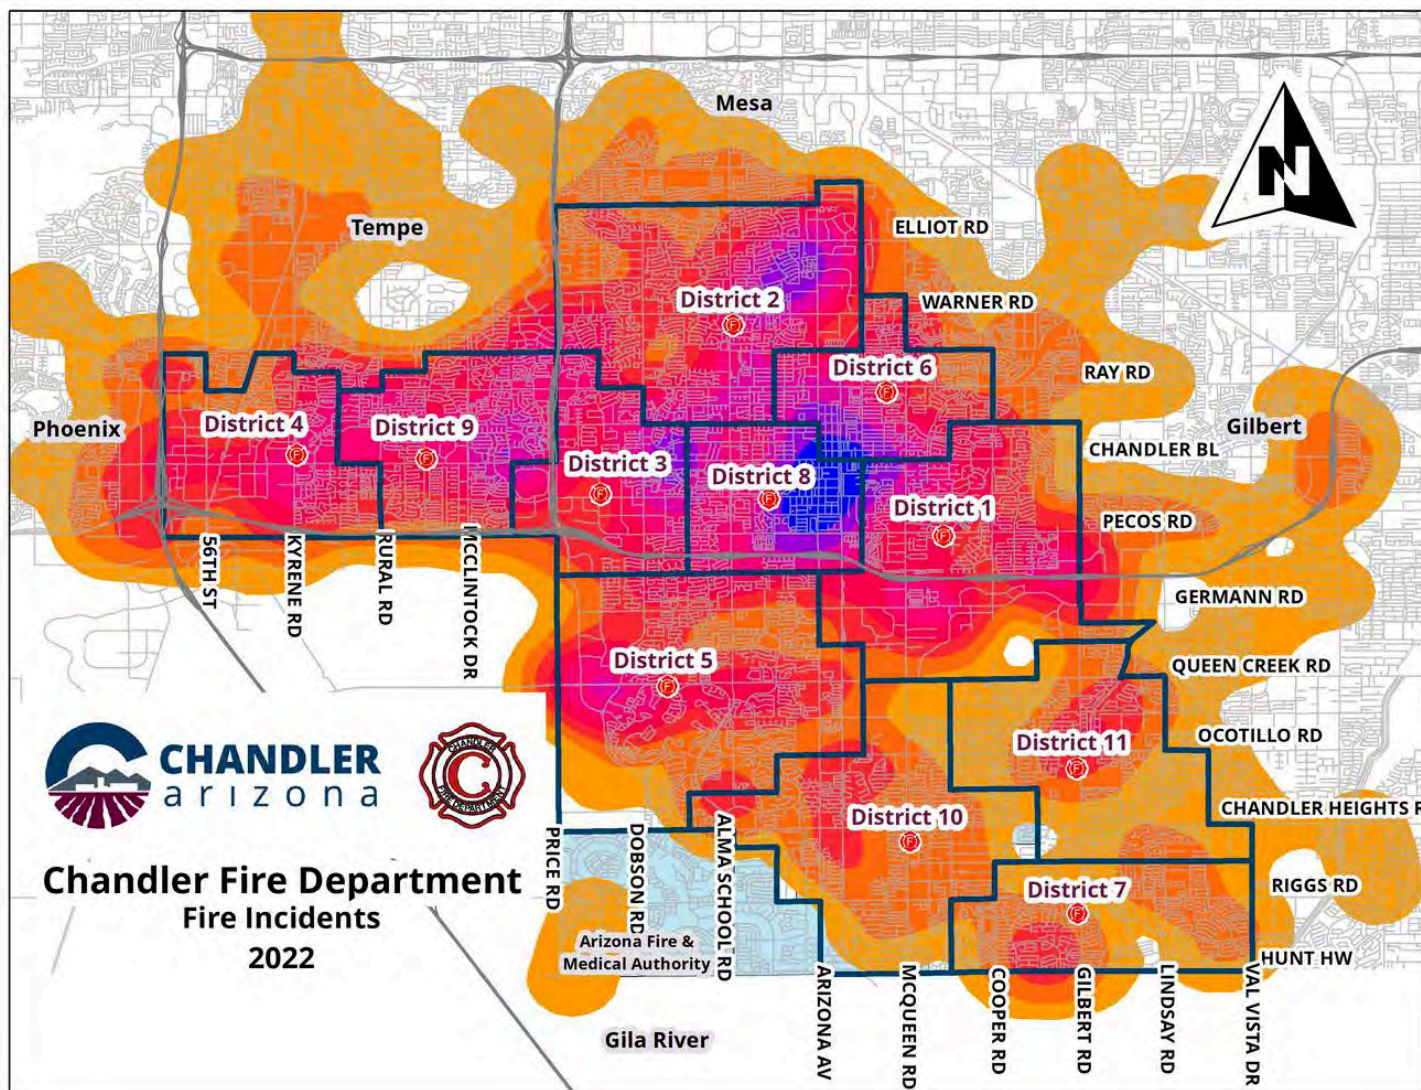 Mesa
N
ELLIOT RD
Tempe
District 2
WARNER RD
District 6
RAY RD
Phoenix
District 4
District 9
Gilbert
CHANDLER BL
District 3
District 8
District 1
PECOS RD
56TH ST
KYRENE RD
RURAL RD
MCCLINTOCK DR
GERMANN RD
District 5
QUEEN CREEK RD
OCOTILLO RD
District 11
CHANDLER
arizona
CHANDLER
C
FIRE DEPARTMENT
CHANDLER HEIGHTS R
District 10
PRICE RD
DOBSON RD
ALMA SCHOOL RD
Chandler Fire Department
Fire Incidents
2022
RIGGS RD
District 7
Arizona Fire &
Medical Authority
HUNT HW
ARIZONA AV
MCQUEEN RD
COOPER RD
GILBERT RD
LINDSAY RD
VAL VISTA DR
Gila River